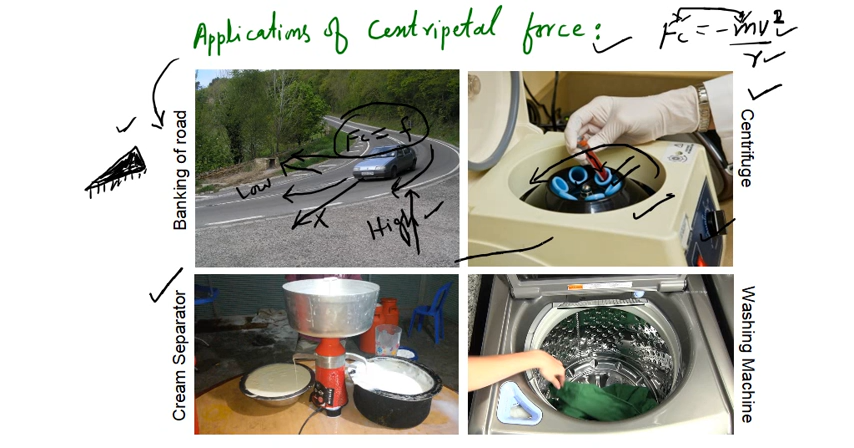 Applications of Centripetal force:
Fc = - mv²/r
Banking of road
Fc = f
Low
x
High
Centrifuge
Cream Separator
Washing Machine